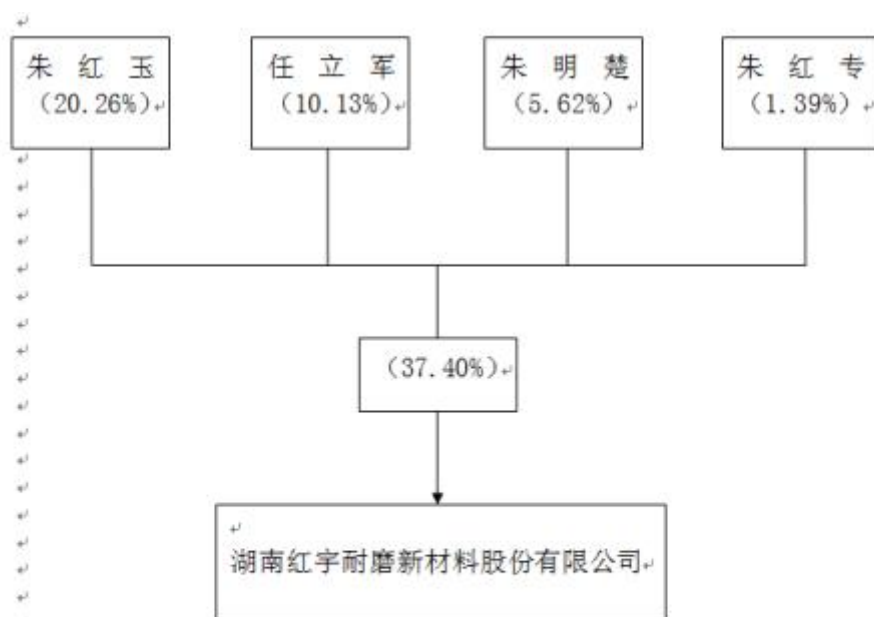 朱 红 玉
（20.26%）
任 立 军
（10.13%）
朱 明 楚
（5.62%）
朱 红 专
（1.39%）
（37.40%）
湖南红宇耐磨新材料股份有限公司